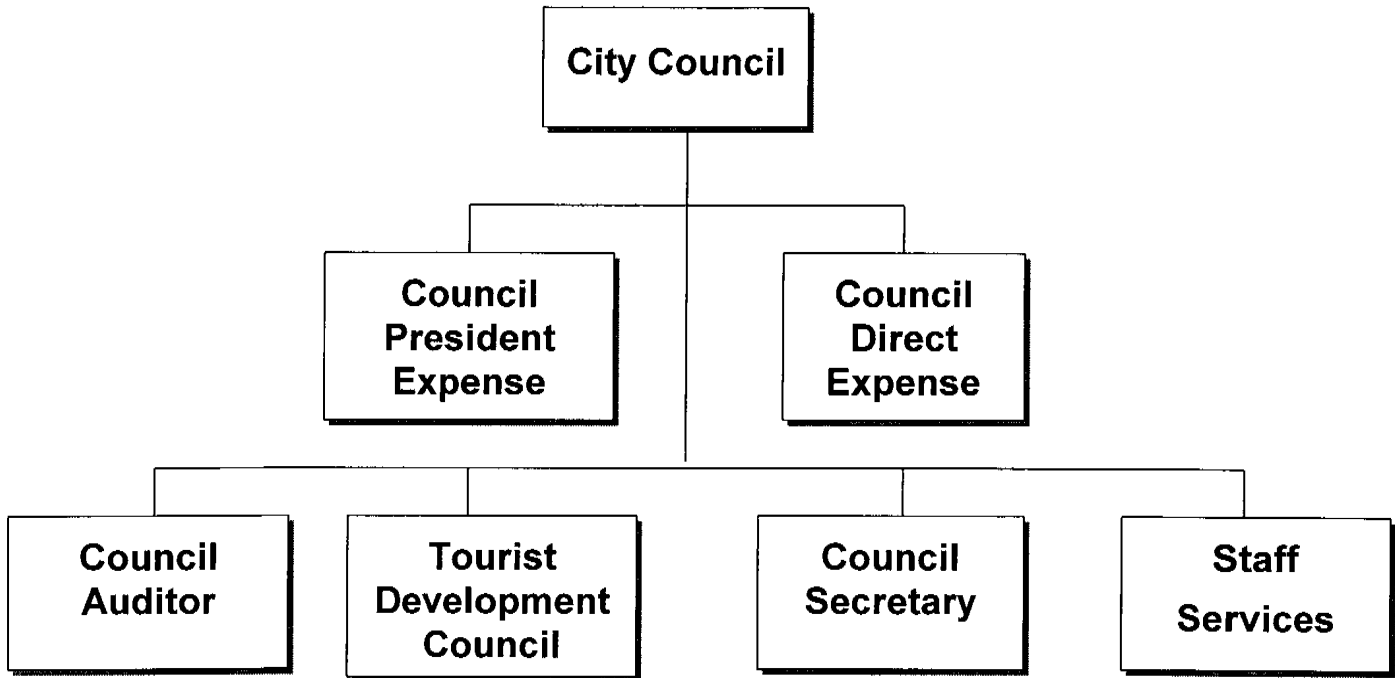 City Council
Council
President
Expense
Council
Direct
Expense
Council
Auditor
Tourist
Development
Council
Council
Secretary
Staff
Services